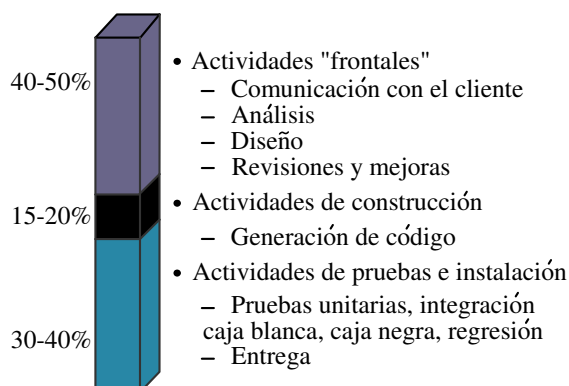 40-50%
• Actividades "frontales"
– Comunicación con el cliente
– Análisis
– Diseño
– Revisiones y mejoras
15-20%
• Actividades de construcción
– Generación de código
• Actividades de pruebas e instalación
– Pruebas unitarias, integración
caja blanca, caja negra, regresión
30-40%
– Entrega